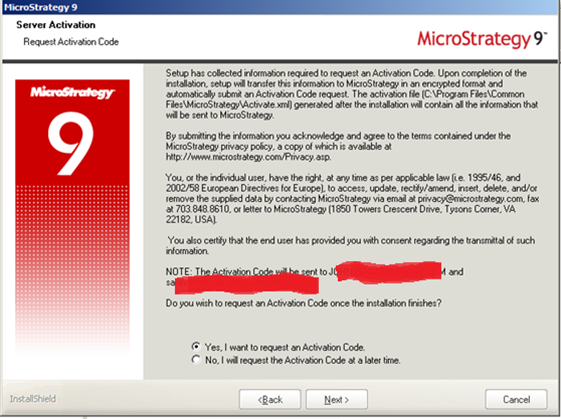 MicroStrategy 9
Server Activation
Request Activation Code
MicroStrategy 9™
MicroStrategy™
9
Setup has collected information required to request an Activation Code. Upon completion of the
installation, setup will transfer this information to MicroStrategy in an encrypted format and
automatically submit an Activation Code request. The activation file (C:\Program Files\Common
Files\MicroStrategy\Activate.xml) generated after the installation will contain all the information that
will be sent to MicroStrategy.
By submitting the information you acknowledge and agree to the terms contained under the
MicroStrategy privacy policy, a copy of which is available at
http://www.microstrategy.com/Privacy.asp.
You, or the individual user, have the right, at any time as per applicable law (i.e. 1995/46, and
2002/58 European Directives for Europe), to access, update, rectify/amend, insert, delete, and/or
remove the supplied data by contacting MicroStrategy via email at privacy@microstrategy.com, fax
at 703.848.8610, or letter to MicroStrategy (1850 Towers Crescent Drive, Tysons Corner, VA
22182, USA).
You also certify that the end user has provided you with consent regarding the transmittal of such
information.
NOTE: The Activation Code will be sent to and
Do you wish to request an Activation Code once the installation finishes?
Yes, I want to request an Activation Code.
No, I will request the Activation Code at a later time.
InstallShield
<Back
Next>
Cancel